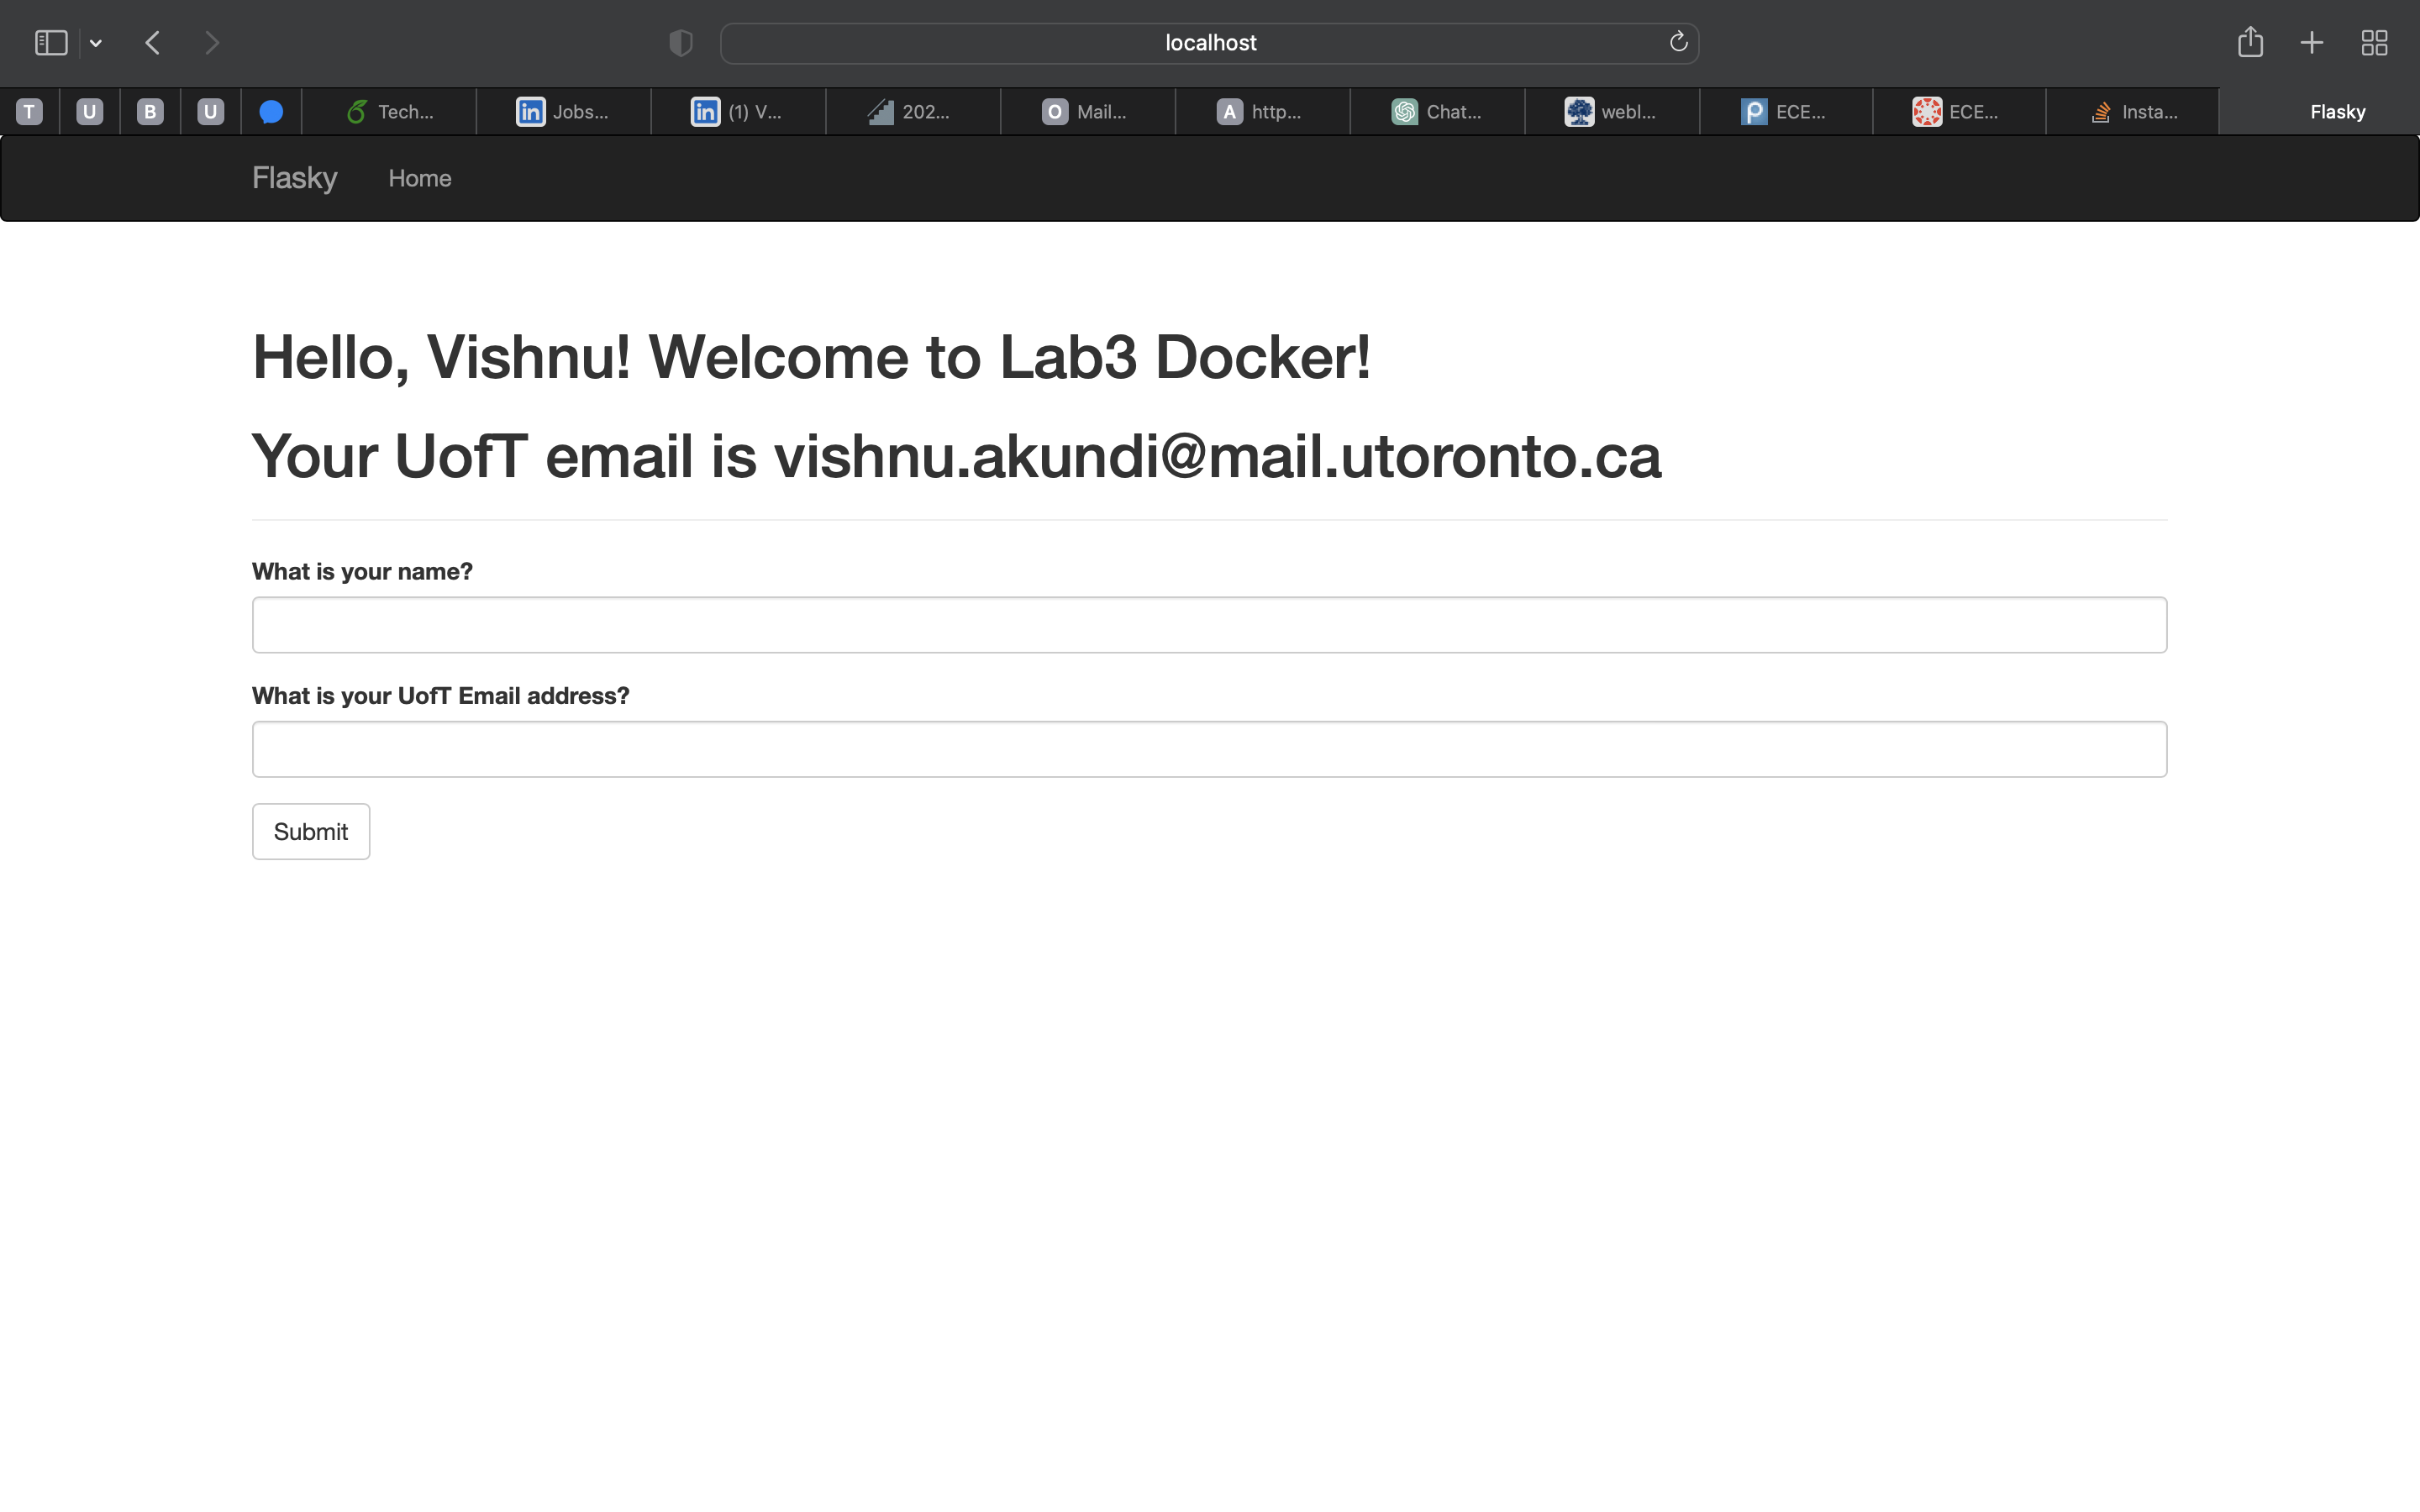 localhost
T U B U Tech... in Jobs... in (1) V... 202... O Mail... A http... Chat... webl... p ECE... ECE... Insta... Flasky
Flasky Home
Hello, Vishnu! Welcome to Lab3 Docker!
Your UofT email is vishnu.akundi@mail.utoronto.ca
What is your name?
What is your UofT Email address?
Submit